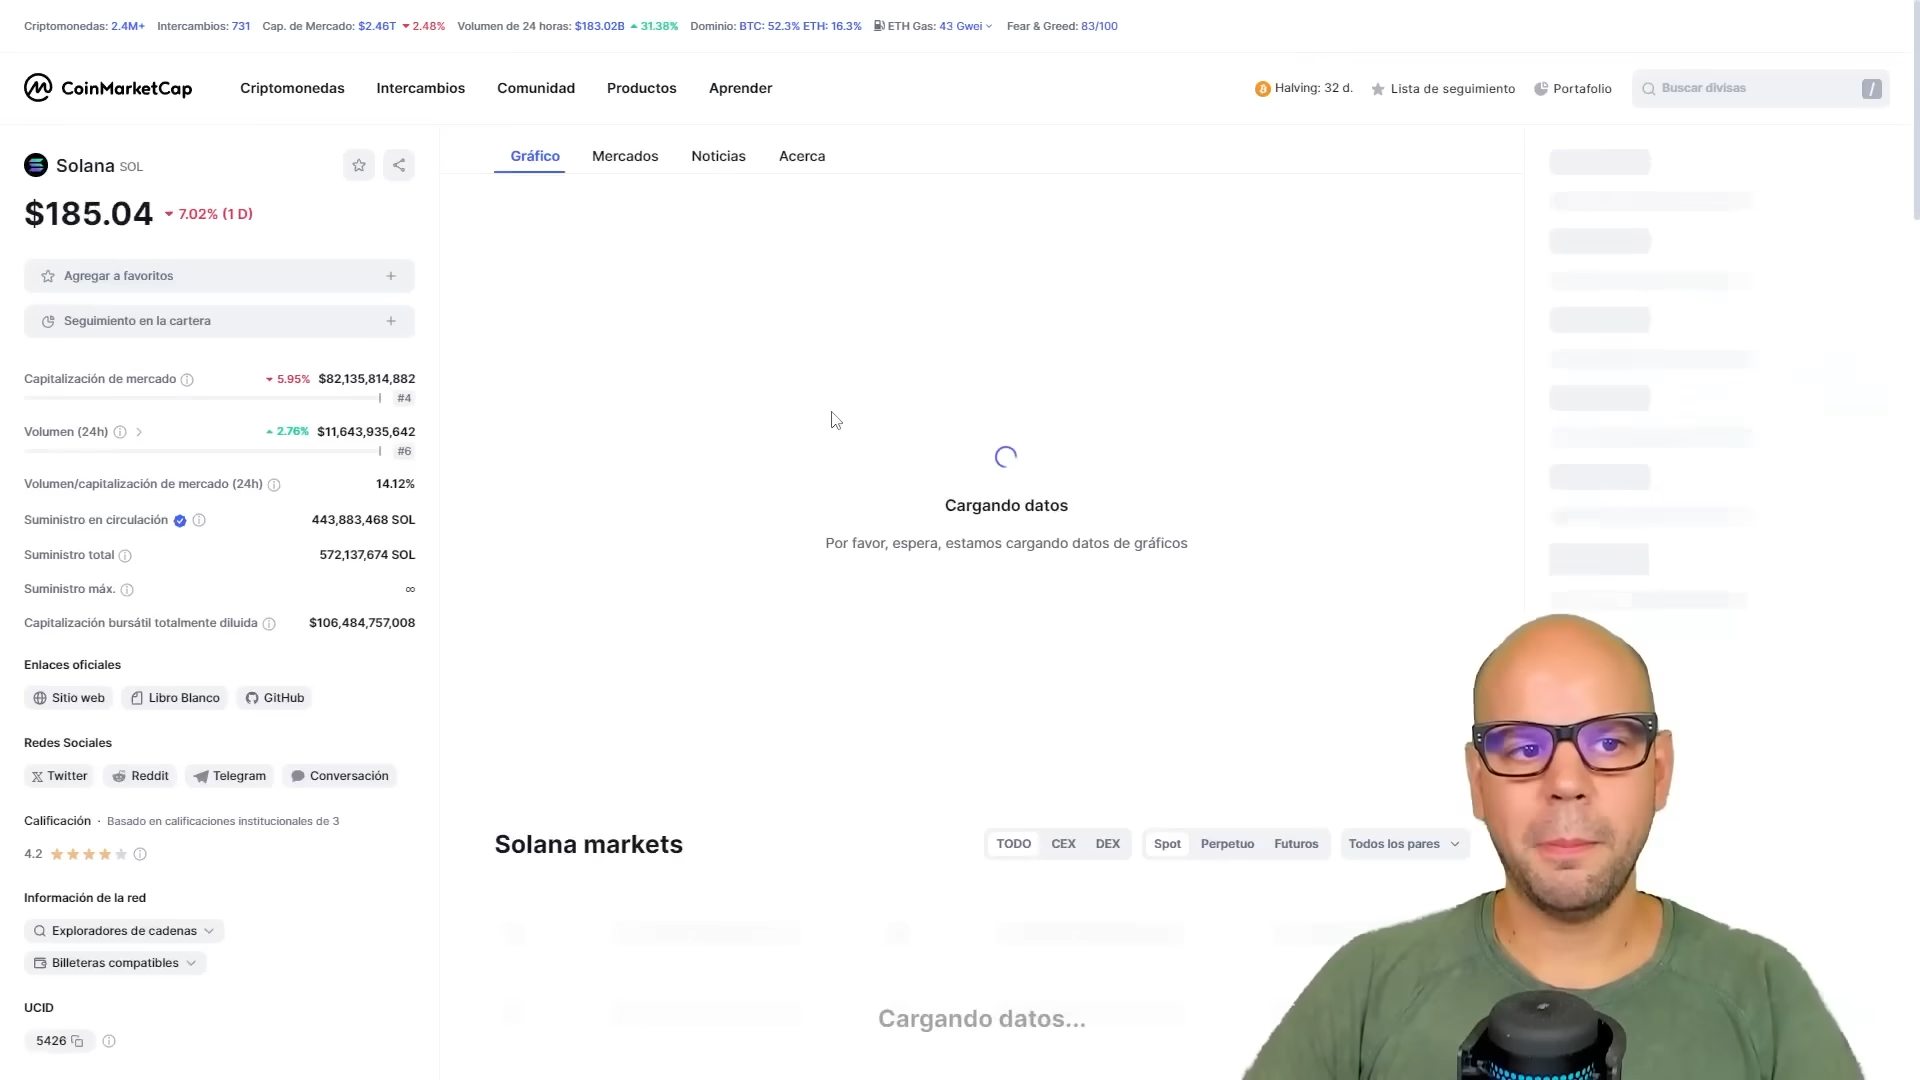 Criptomonedas: 2.4M+ Intercambios: 731 Cap. de Mercado: $2.46T 2.48% Volumen de 24 horas: $183.02B 31.38% Dominio: BTC: 52.3% ETH: 16.3% ETH Gas: 43 Gwei Fear & Greed: 83/100
CoinMarketCap Criptomonedas Intercambios Comunidad Productos Aprender Halving: 32 d. Lista de seguimiento Portafolio Buscar divisas /
Solana SOL
$185.04 7.02% (1 D)
Agregar a favoritos +
Seguimiento en la cartera +
Capitalización de mercado 5.95% $82,135,814,882
#4
Volumen (24h) 2.76% $11,643,935,642
#6
Volumen/capitalización de mercado (24h) 14.12%
Suministro en circulación 443,883,468 SOL
Suministro total 572,137,674 SOL
Suministro máx. ∞
Capitalización bursátil totalmente diluida $106,484,757,008
Enlaces oficiales
Sitio web Libro Blanco GitHub
Redes Sociales
Twitter Reddit Telegram Conversación
Calificación · Basado en calificaciones institucionales de 3
4.2
Información de la red
Exploradores de cadenas
Billeteras compatibles
UCID
5426
Gráfico Mercados Noticias Acerca
Cargando datos
Por favor, espera, estamos cargando datos de gráficos
Solana markets TODO CEX DEX Spot Perpetuo Futuros Todos los pares
Cargando datos...